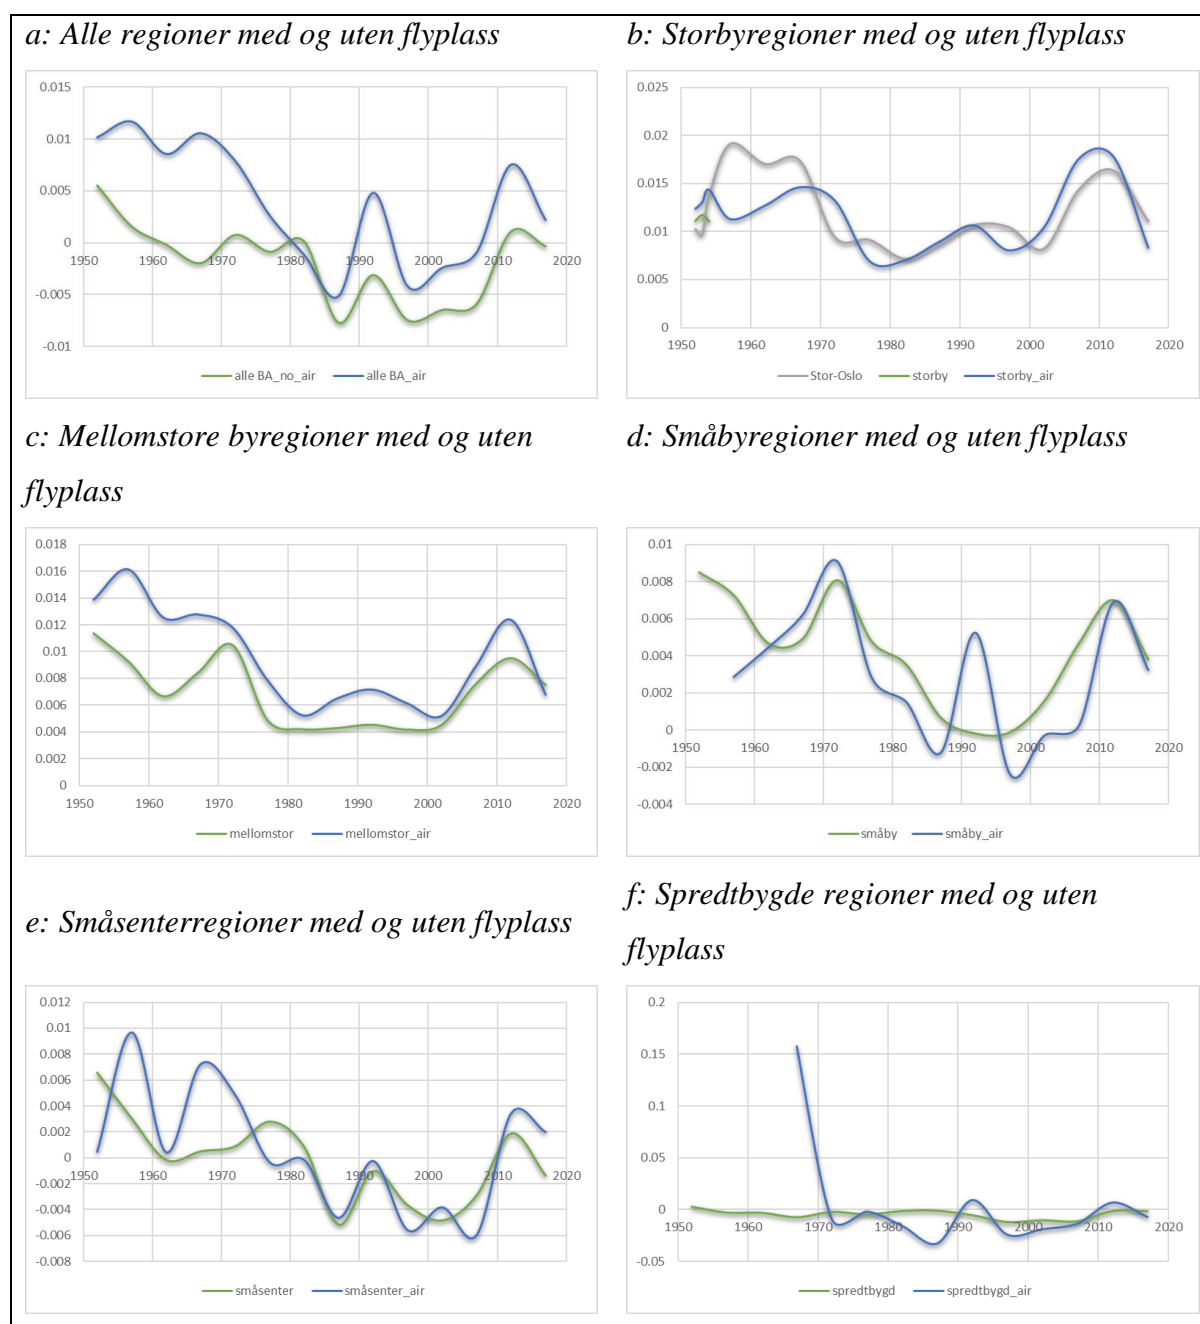 a: Alle regioner med og uten flyplass
0.015
0.01
0.005
0
-0.005
-0.01
1950 1960 1970 1980 1990 2000 2010 2020
alle BA_no_air alle BA_air
b: Storbyregioner med og uten flyplass
0.025
0.02
0.015
0.01
0.005
0
1950 1960 1970 1980 1990 2000 2010 2020
Stor-Oslo storby storby_air
c: Mellomstore byregioner med og uten
flyplass
0.018
0.016
0.014
0.012
0.01
0.008
0.006
0.004
0.002
0
1950 1960 1970 1980 1990 2000 2010 2020
mellomstor mellomstor_air
d: Småbyregioner med og uten flyplass
0.01
0.008
0.006
0.004
0.002
0
-0.002
-0.004
1950 1960 1970 1980 1990 2000 2010 2020
småby småby_air
e: Småsenterregioner med og uten flyplass
0.012
0.01
0.008
0.006
0.004
0.002
0
-0.002
-0.004
-0.006
-0.008
1950 1960 1970 1980 1990 2000 2010 2020
småsenter småsenter_air
f: Spredtbygde regioner med og uten
flyplass
0.2
0.15
0.1
0.05
0
-0.05
1950 1960 1970 1980 1990 2000 2010 2020
spredtbygd spredtbygd_air